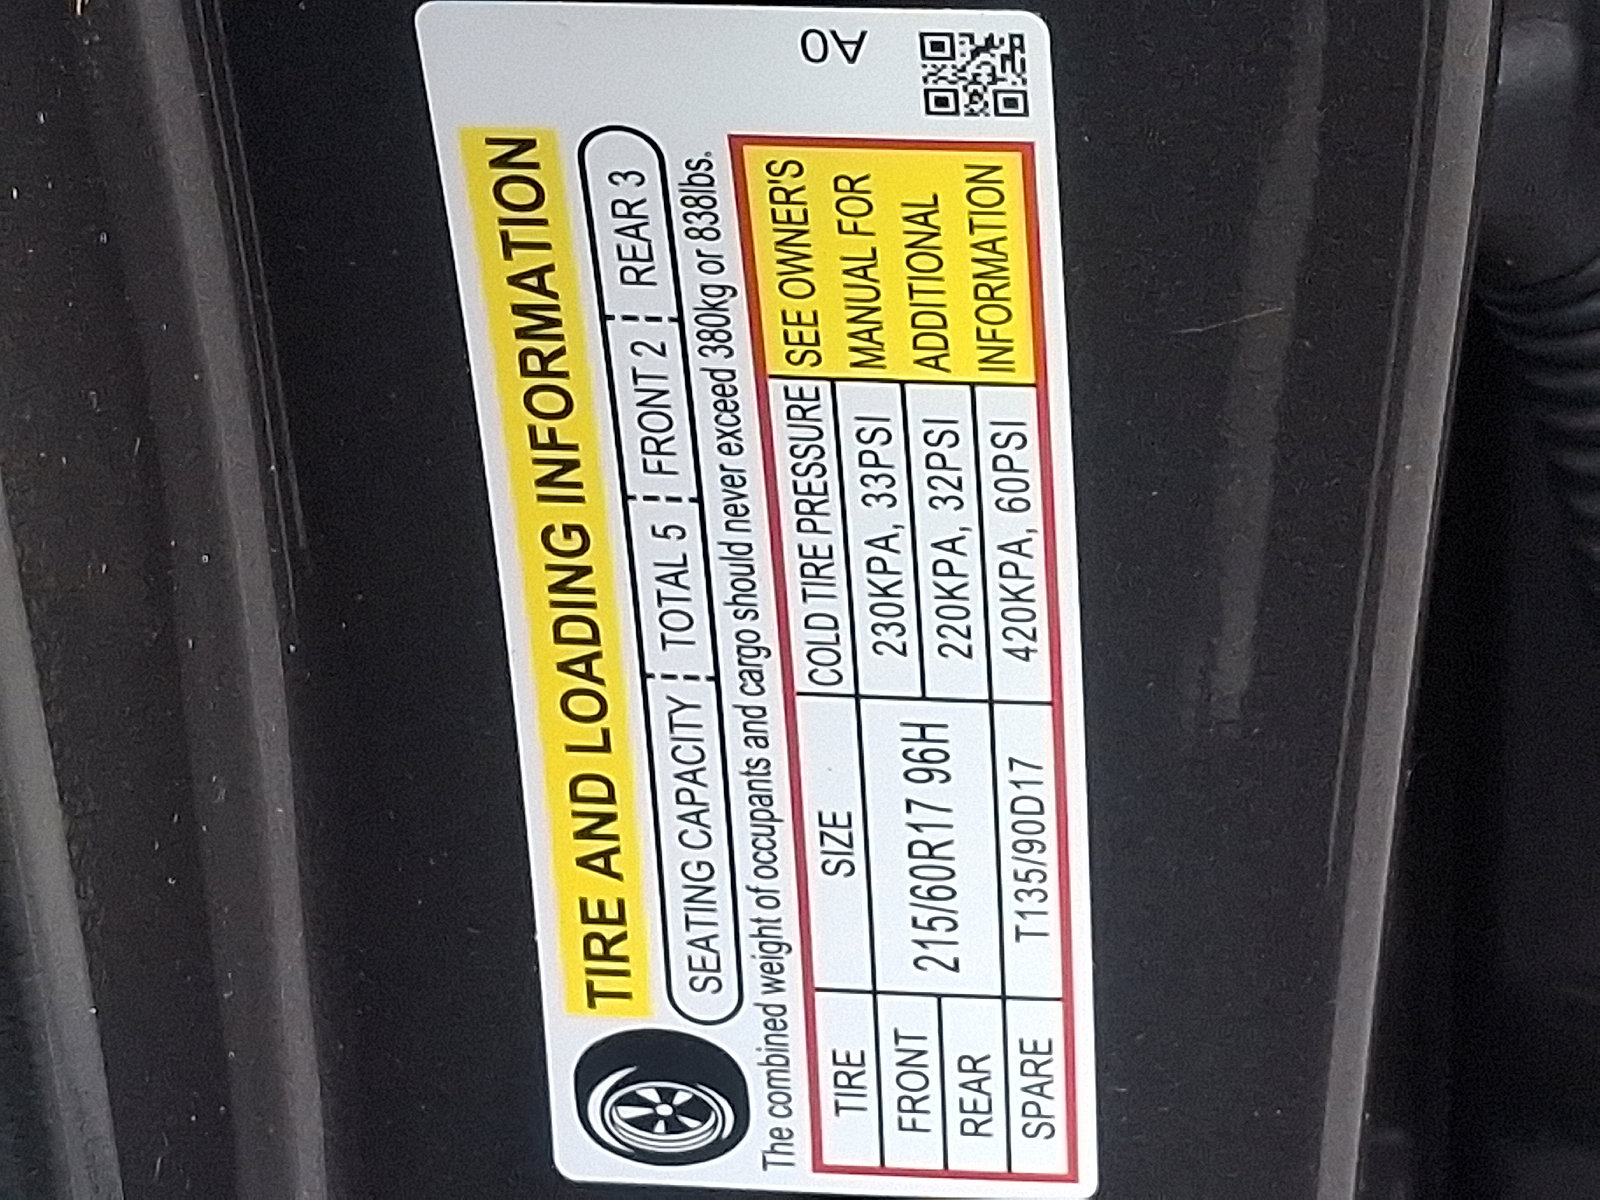 TIRE AND LOADING INFORMATION
SEATING CAPACITY TOTAL 5 FRONT 2 REAR 3
The combined weight of occupants and cargo should never exceed 380kg or 838lbs.
TIRE SIZE COLD TIRE PRESSURE SEE OWNER'S
FRONT 215/60R17 96H 230KPA, 33PSI MANUAL FOR
REAR 220KPA, 32PSI ADDITIONAL
SPARE T135/90D17 420KPA, 60PSI INFORMATION
A0